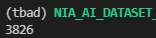 (tbad) NIA_AI_DATASET_
3826